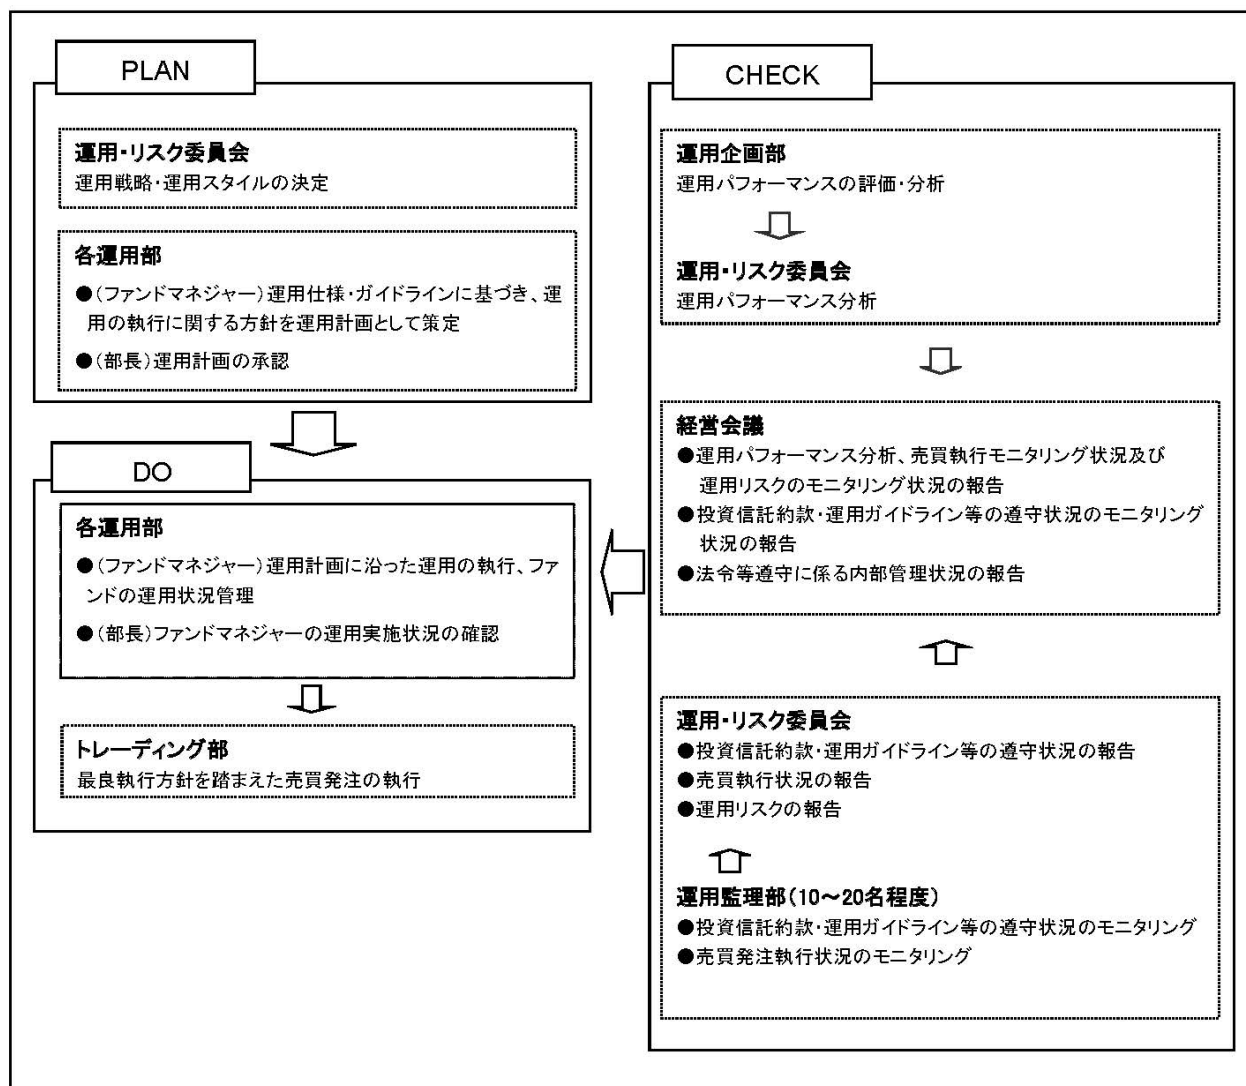 PLAN
運用・リスク委員会
運用戦略・運用スタイルの決定
各運用部
●(ファンドマネジャー)運用仕様・ガイドラインに基づき、運
用の執行に関する方針を運用計画として策定
●(部長)運用計画の承認
DO
各運用部
●(ファンドマネジャー)運用計画に沿った運用の執行、ファ
ンドの運用状況管理
●(部長)ファンドマネジャーの運用実施状況の確認
トレーディング部
最良執行方針を踏まえた売買発注の執行
CHECK
運用企画部
運用パフォーマンスの評価・分析
運用・リスク委員会
運用パフォーマンス分析
経営会議
●運用パフォーマンス分析、売買執行モニタリング状況及び
運用リスクのモニタリング状況の報告
●投資信託約款・運用ガイドライン等の遵守状況のモニタリング
状況の報告
●法令等遵守に係る内部管理状況の報告
運用・リスク委員会
●投資信託約款・運用ガイドライン等の遵守状況の報告
●売買執行状況の報告
●運用リスクの報告
運用監理部(10～20名程度)
●投資信託約款・運用ガイドライン等の遵守状況のモニタリング
●売買発注執行状況のモニタリング